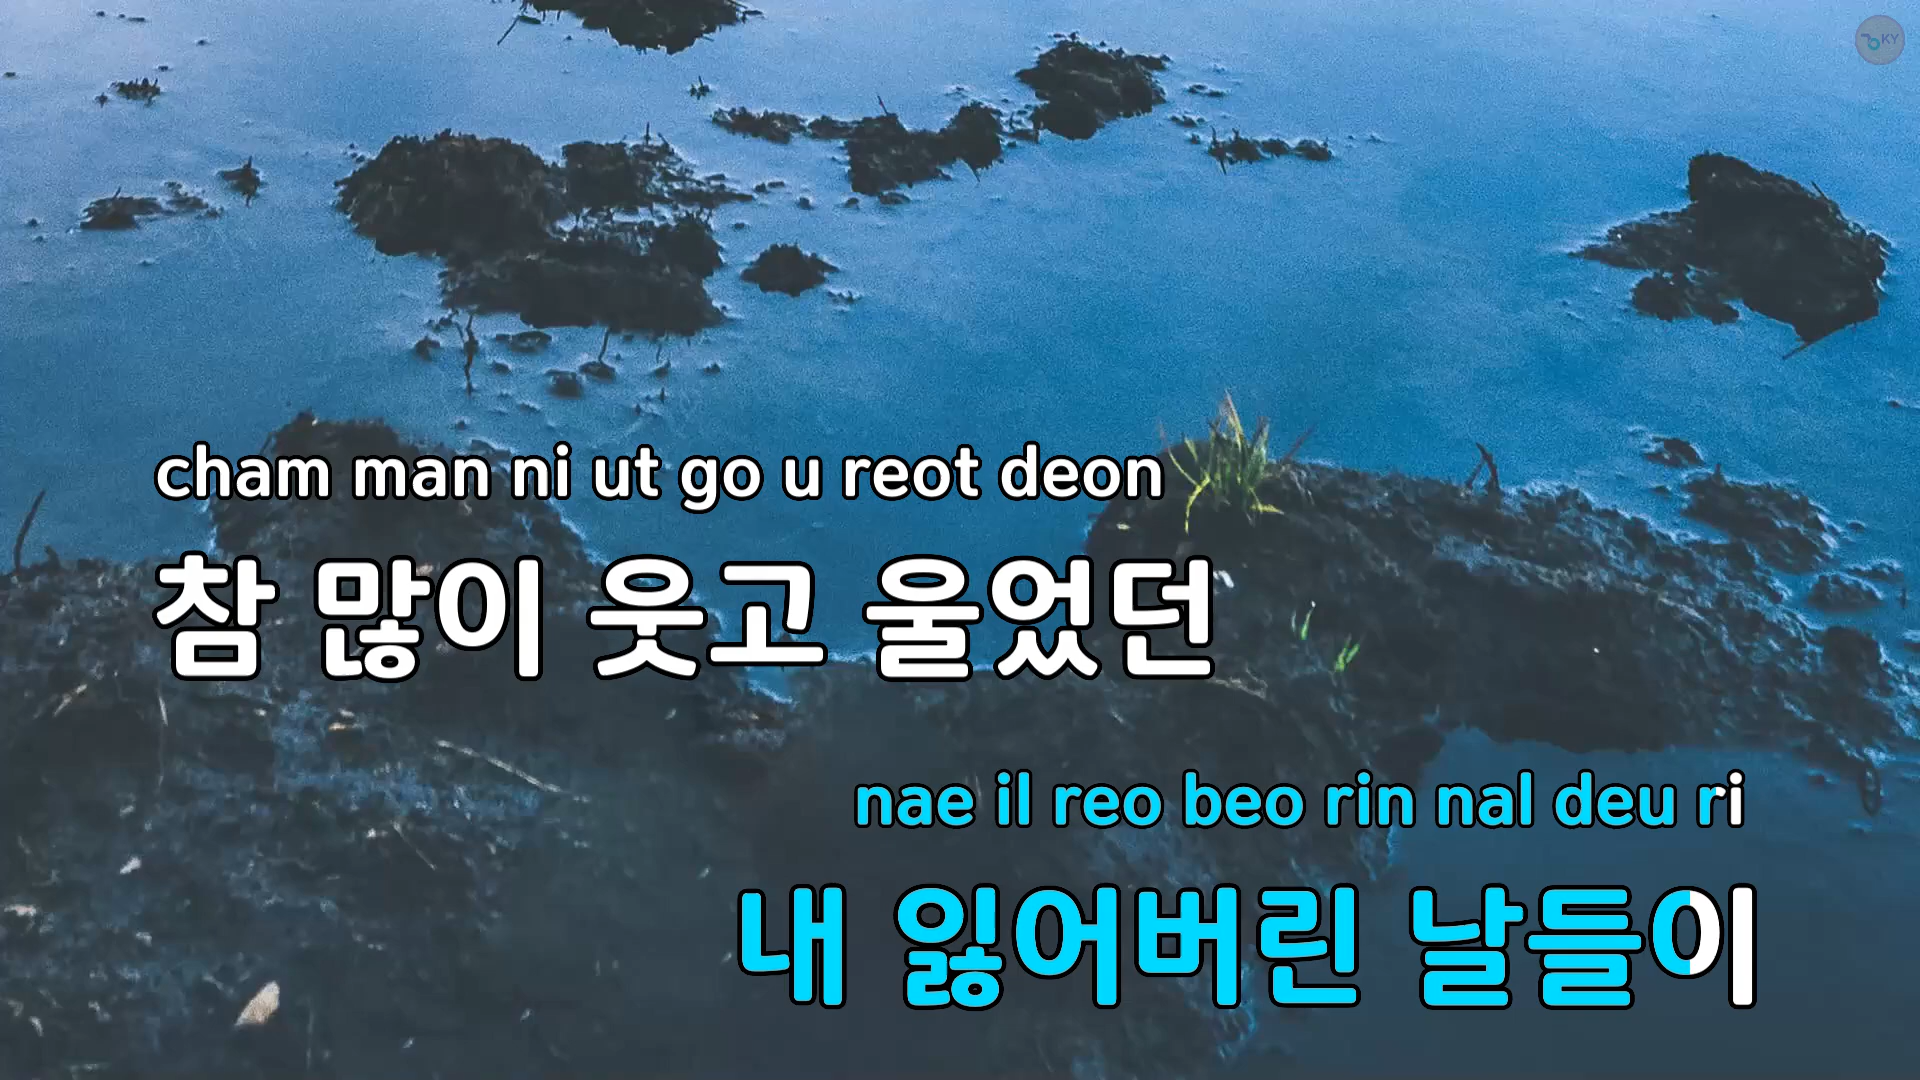 KY
cham man ni ut go u reot deon
참 많이 웃고 울었던
nae il reo beo rin nal deu ri
내 잃어버린 날들이